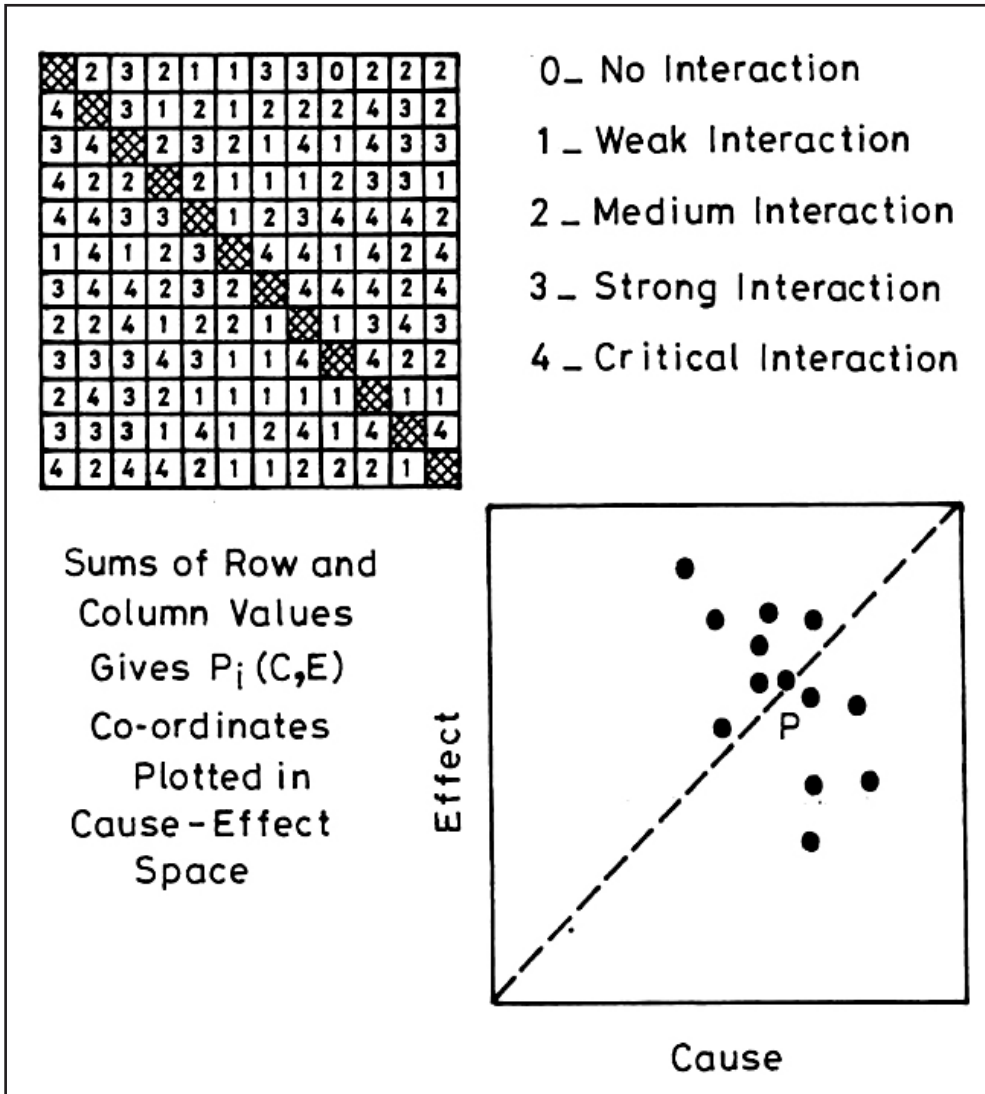 2 3 2 1 1 3 3 0 2 2 2
4 3 1 2 1 2 2 2 4 3 2
3 4 2 3 2 1 4 1 4 3 3
4 2 2 2 1 1 1 2 3 3 1
4 4 3 3 1 2 3 4 4 4 2
1 4 1 2 3 4 4 1 4 2 4
3 4 4 2 3 2 4 4 4 2 4
2 2 4 1 2 2 1 1 3 4 3
3 3 3 4 3 1 1 4 4 2 2
2 4 3 2 1 1 1 1 1 1 1
3 3 3 1 4 1 2 4 1 4 4
4 2 4 4 2 1 1 2 2 2 1
0_ No Interaction
1_ Weak Interaction
2_ Medium Interaction
3_ Strong Interaction
4_ Critical Interaction
Sums of Row and
Column Values
Gives Pi (C,E)
Co-ordinates
Plotted in
Cause-Effect
Space
Effect
P
Cause